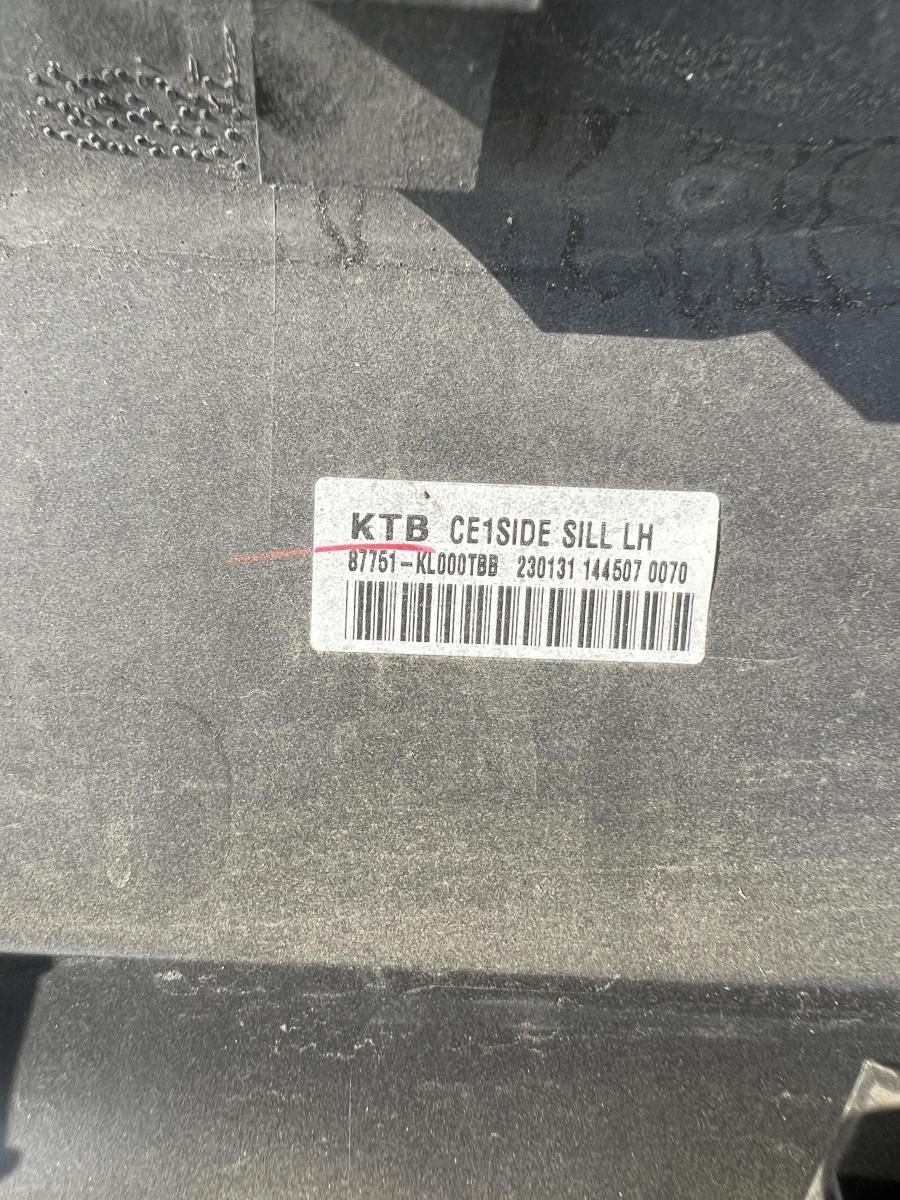 KTB CE1SIDE SILL LH
87751-KL000TBB 230131 144507 0070